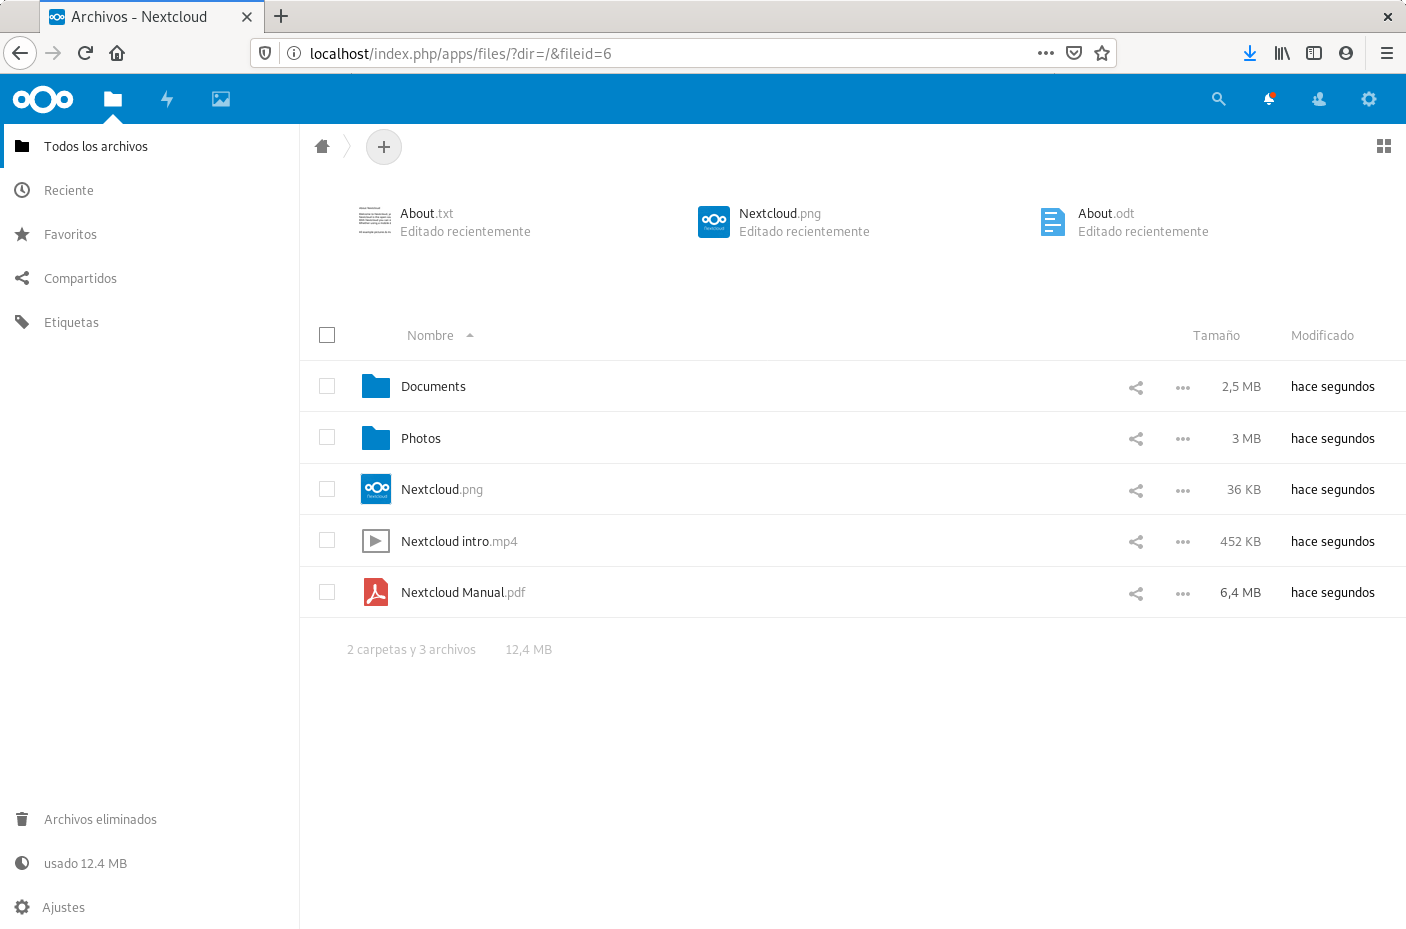 Archivos - Nextcloud
localhost/index.php/apps/files/?dir=/&fileid=6
Todos los archivos
Reciente
Favoritos
Compartidos
Etiquetas
About.txt
Editado recientemente
Nextcloud.png
Editado recientemente
About.odt
Editado recientemente
Nombre Tamaño Modificado
Documents 2,5 MB hace segundos
Photos 3 MB hace segundos
Nextcloud.png 36 KB hace segundos
Nextcloud intro.mp4 452 KB hace segundos
Nextcloud Manual.pdf 6,4 MB hace segundos
2 carpetas y 3 archivos 12,4 MB
Archivos eliminados
usado 12.4 MB
Ajustes